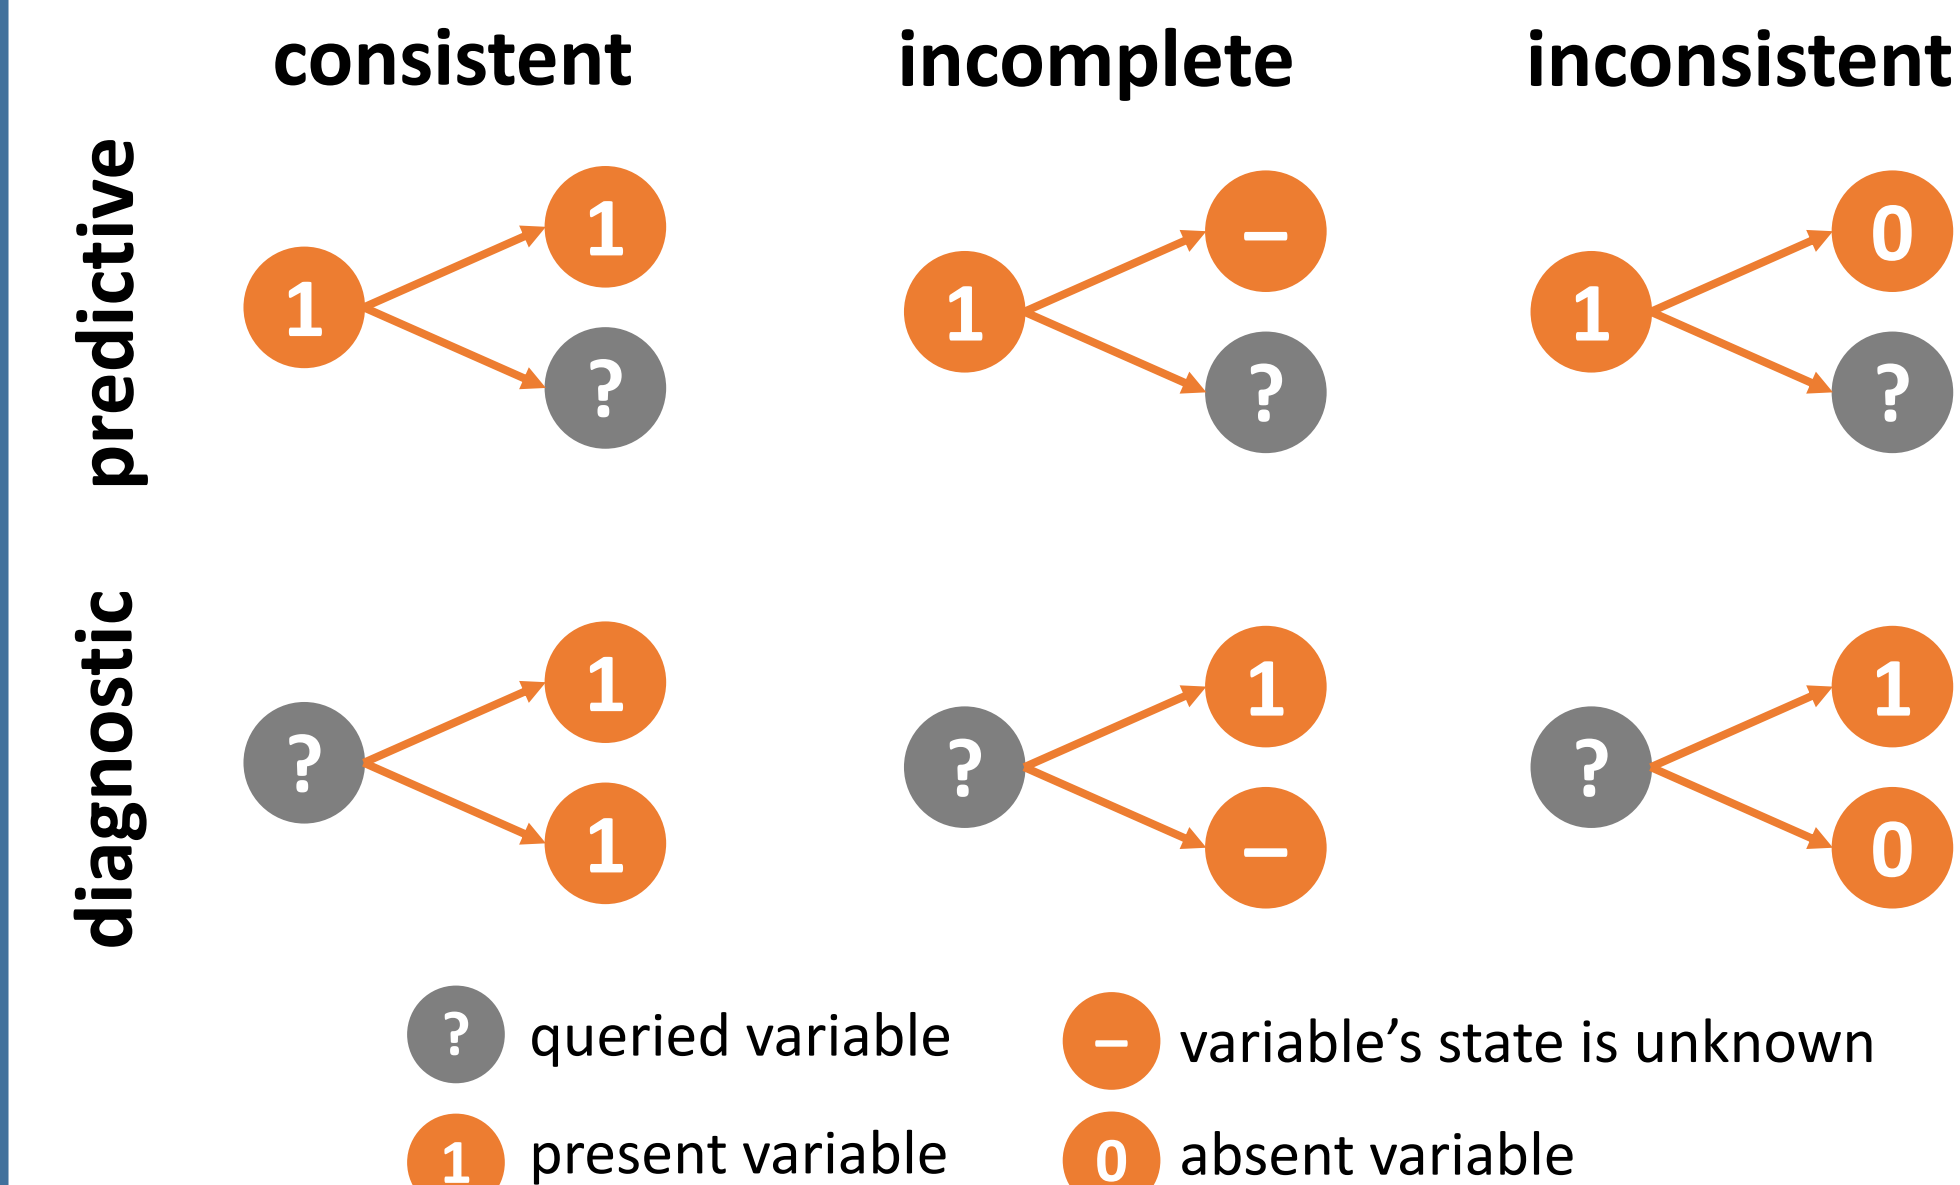 consistent incomplete inconsistent
predictive
1 – 0
1 1 1
? ? ?
diagnostic
1 1 1
? ? ?
1 – 0
? queried variable – variable’s state is unknown
1 present variable 0 absent variable